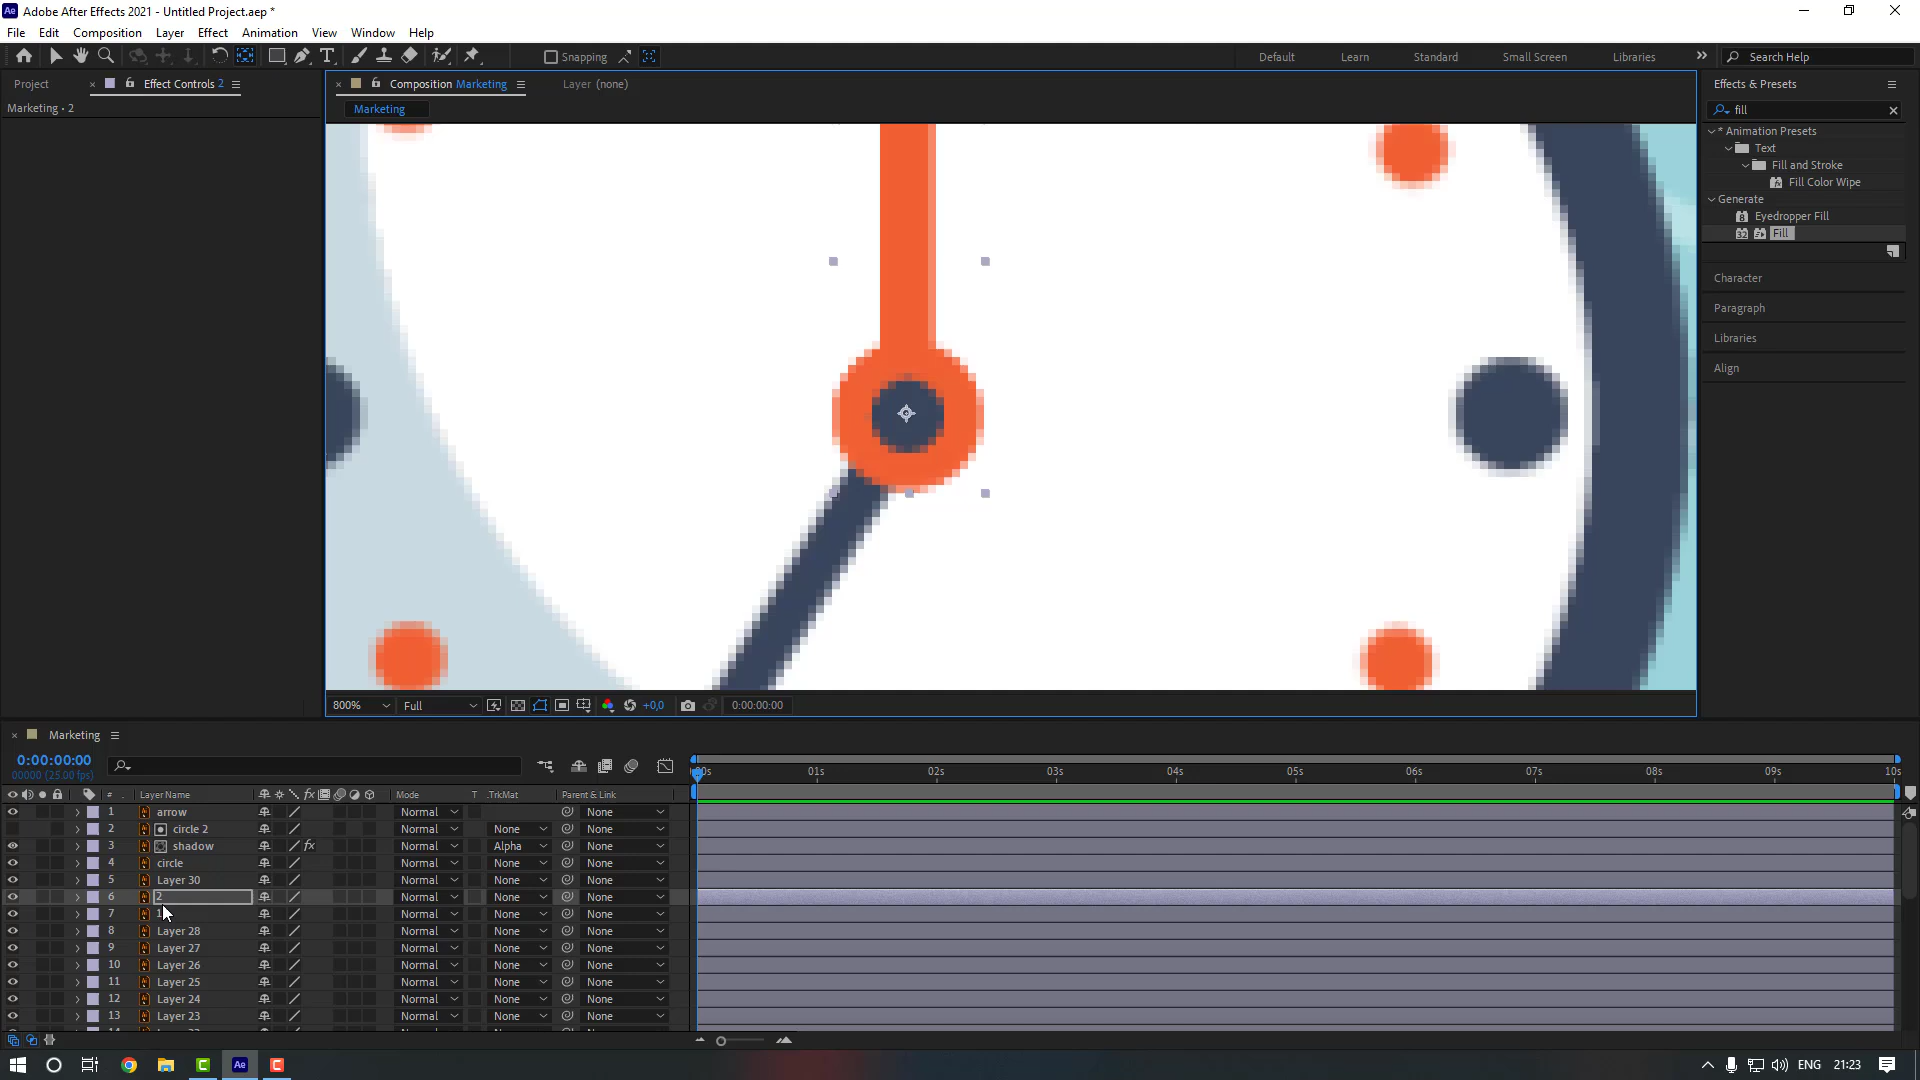 Adobe After Effects 2021 - Untitled Project.aep *
File Edit Composition Layer Effect Animation View Window Help
Snapping
Default Learn Standard Small Screen Libraries
Search Help
Project
Effect Controls 2
Marketing • 2
Composition Marketing
Layer (none)
Marketing
Effects & Presets
fill
* Animation Presets
Text
Fill and Stroke
Fill Color Wipe
Generate
Eyedropper Fill
Fill
Character
Paragraph
Libraries
Align
800% Full +0,0 0:00:00:00
Marketing
0:00:00:00
00000 (25.00 fps)
00s 01s 02s 03s 04s 05s 06s 07s 08s 09s 10s
# Layer Name Mode T .TrkMat Parent & Link
1 arrow Normal None
2 circle 2 Normal None None
3 shadow Normal Alpha None
4 circle Normal None None
5 Layer 30 Normal None None
6 2 Normal None None
7 1 Normal None None
8 Layer 28 Normal None None
9 Layer 27 Normal None None
10 Layer 26 Normal None None
11 Layer 25 Normal None None
12 Layer 24 Normal None None
13 Layer 23 Normal None None
ENG 21:23